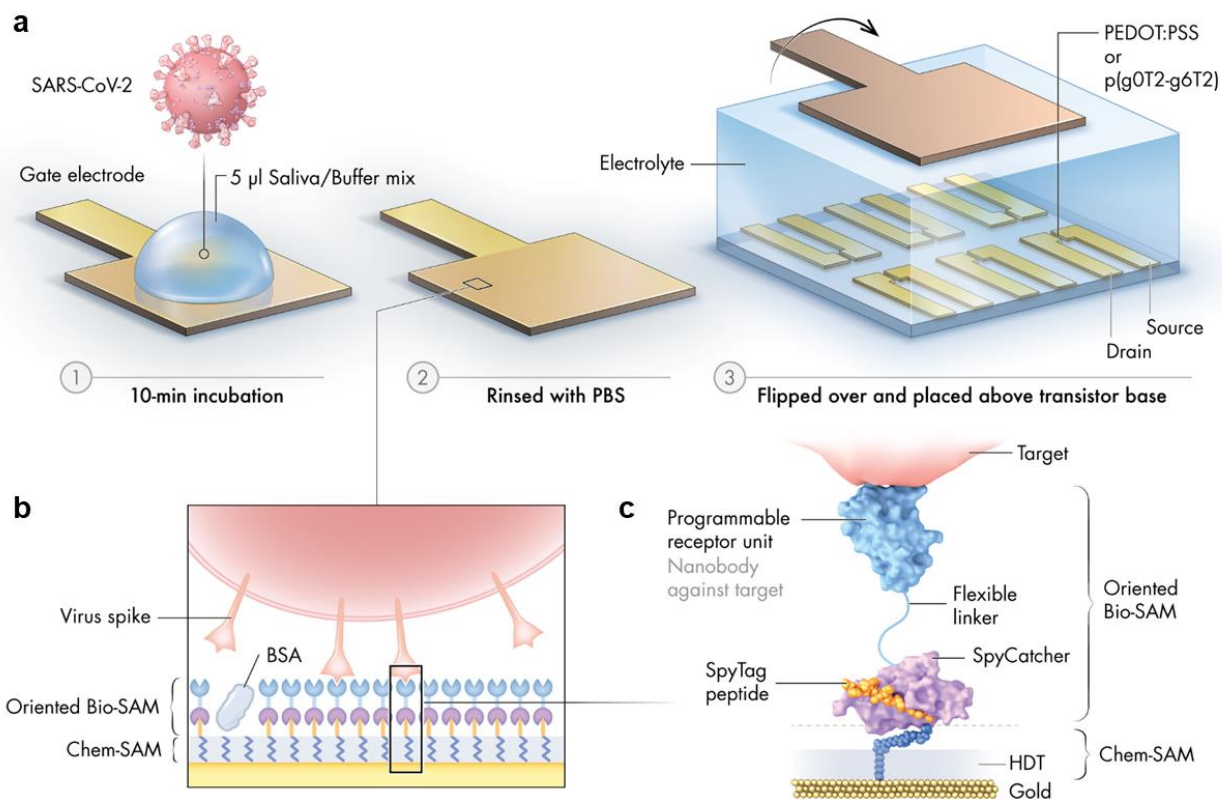 a
SARS-CoV-2
Gate electrode
5 µl Saliva/Buffer mix
1
10-min incubation
2
Rinsed with PBS
PEDOT:PSS
or
p(g0T2-g6T2)
Electrolyte
Source
Drain
3
Flipped over and placed above transistor base
b
Virus spike
BSA
Oriented Bio-SAM
Chem-SAM
c
Target
Programmable
receptor unit
Nanobody
against target
Flexible
linker
Oriented
Bio-SAM
SpyTag
peptide
SpyCatcher
HDT
Chem-SAM
Gold